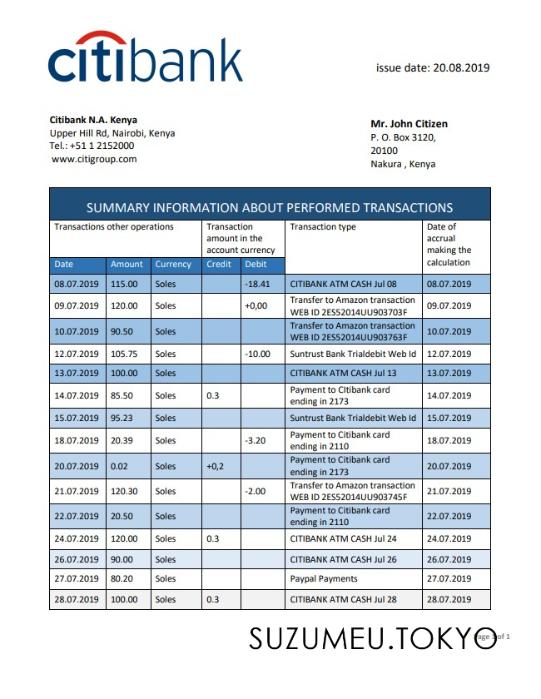 citibank
issue date: 20.08.2019
Citibank N.A. Kenya
Upper Hill Rd, Nairobi, Kenya
Tel.: +51 1 2152000
www.citigroup.com
Mr. John Citizen
P. O. Box 3120,
20100
Nakura , Kenya
SUMMARY INFORMATION ABOUT PERFORMED TRANSACTIONS
Transactions other operations
Transaction
amount in the
account currency
Transaction type
Date of
accrual
making the
calculation
Date Amount Currency Credit Debit
08.07.2019 115.00 Soles -18.41 CITIBANK ATM CASH Jul 08 08.07.2019
09.07.2019 120.00 Soles +0,00 Transfer to Amazon transaction
WEB ID 2ES52014UU903703F 09.07.2019
10.07.2019 90.50 Soles Transfer to Amazon transaction
WEB ID 2ES52014UU903763F 10.07.2019
12.07.2019 105.75 Soles -10.00 Suntrust Bank Trialdebit Web Id 12.07.2019
13.07.2019 100.00 Soles CITIBANK ATM CASH Jul 13 13.07.2019
14.07.2019 85.50 Soles 0.3 Payment to Citibank card
ending in 2173 14.07.2019
15.07.2019 95.23 Soles Suntrust Bank Trialdebit Web Id 15.07.2019
18.07.2019 20.39 Soles -3.20 Payment to Citibank card
ending in 2110 18.07.2019
20.07.2019 0.02 Soles +0,2 Payment to Citibank card
ending in 2173 20.07.2019
21.07.2019 120.30 Soles -2.00 Transfer to Amazon transaction
WEB ID 2ES52014UU903745F 21.07.2019
22.07.2019 20.50 Soles Payment to Citibank card
ending in 2110 22.07.2019
24.07.2019 120.00 Soles 0.3 CITIBANK ATM CASH Jul 24 24.07.2019
26.07.2019 90.00 Soles CITIBANK ATM CASH Jul 26 26.07.2019
27.07.2019 80.20 Soles Paypal Payments 27.07.2019
28.07.2019 100.00 Soles 0.3 CITIBANK ATM CASH Jul 28 28.07.2019
SUZUMEU.TOKYO
Page 1 of 1